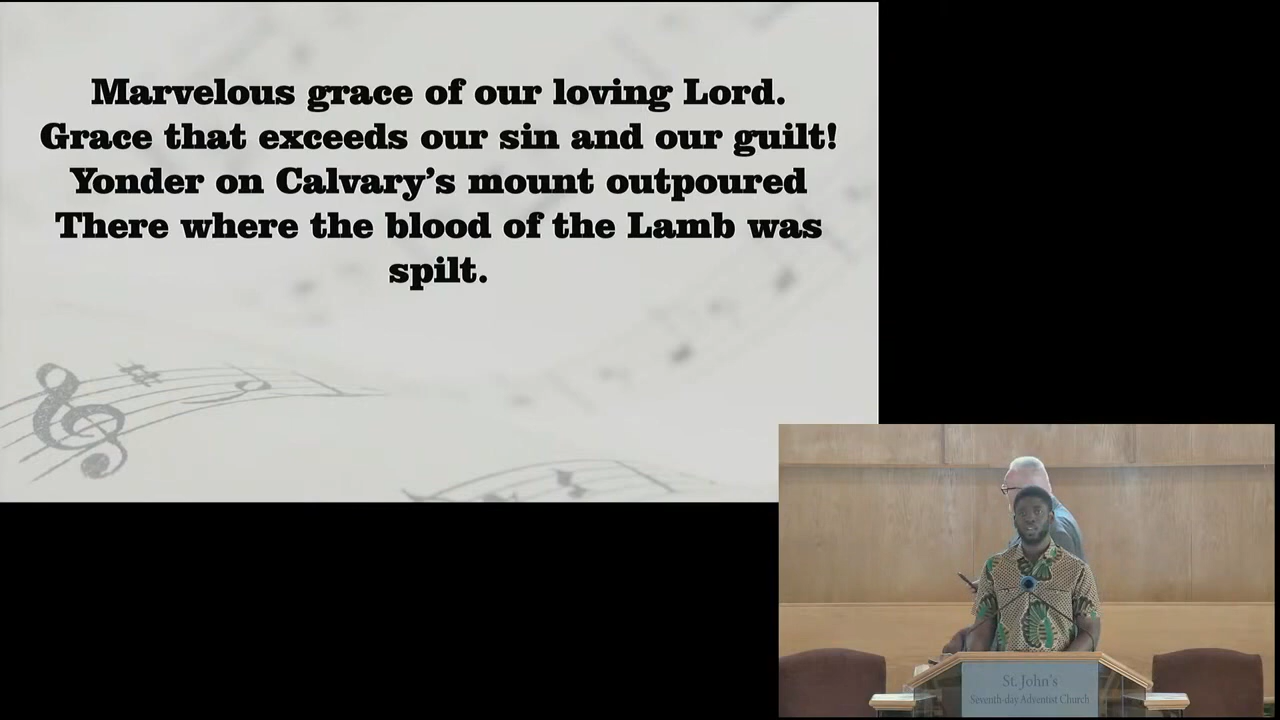 Marvelous grace of our loving Lord.
Grace that exceeds our sin and our guilt!
Yonder on Calvary’s mount outpoured
There where the blood of the Lamb was
spilt.
St. John's
Seventh-day Adventist Church